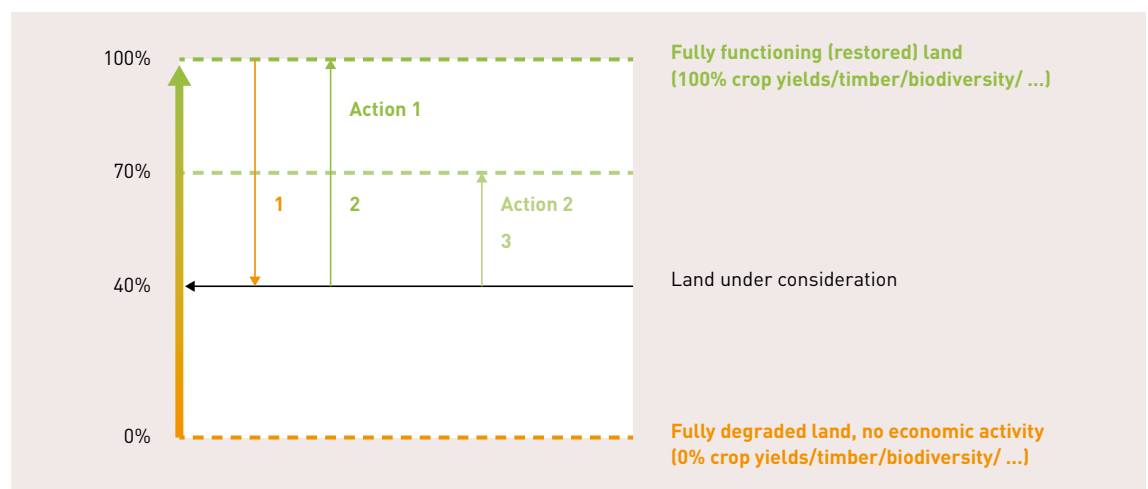 100%
Fully functioning (restored) land
(100% crop yields/timber/biodiversity/ ...)
Action 1
70%
1
2
Action 2
3
40%
Land under consideration
0%
Fully degraded land, no economic activity
(0% crop yields/timber/biodiversity/ ...)